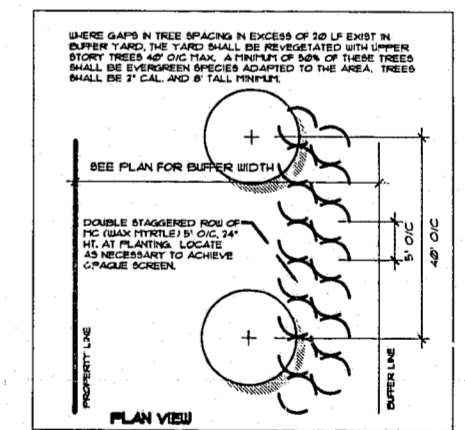 WHERE GAPS IN TREE SPACING IN EXCESS OF 20 LF EXIST IN
BUFFER YARD, THE YARD SHALL BE REVEGETATED WITH UPPER
STORY TREES 40' O/C MAX. A MINIMUM OF 50% OF THESE TREES
SHALL BE EVERGREEN SPECIES ADAPTED TO THE AREA. TREES
SHALL BE 2" CAL. AND 8' TALL MINIMUM.
SEE PLAN FOR BUFFER WIDTH
DOUBLE STAGGERED ROW OF
MC (WAX MYRTLE) 5' O/C, 24"
HT. AT PLANTING. LOCATE
AS NECESSARY TO ACHIEVE
OPAQUE SCREEN.
5' O/C
40' O/C
PROPERTY LINE
BUFFER LINE
PLAN VIEW